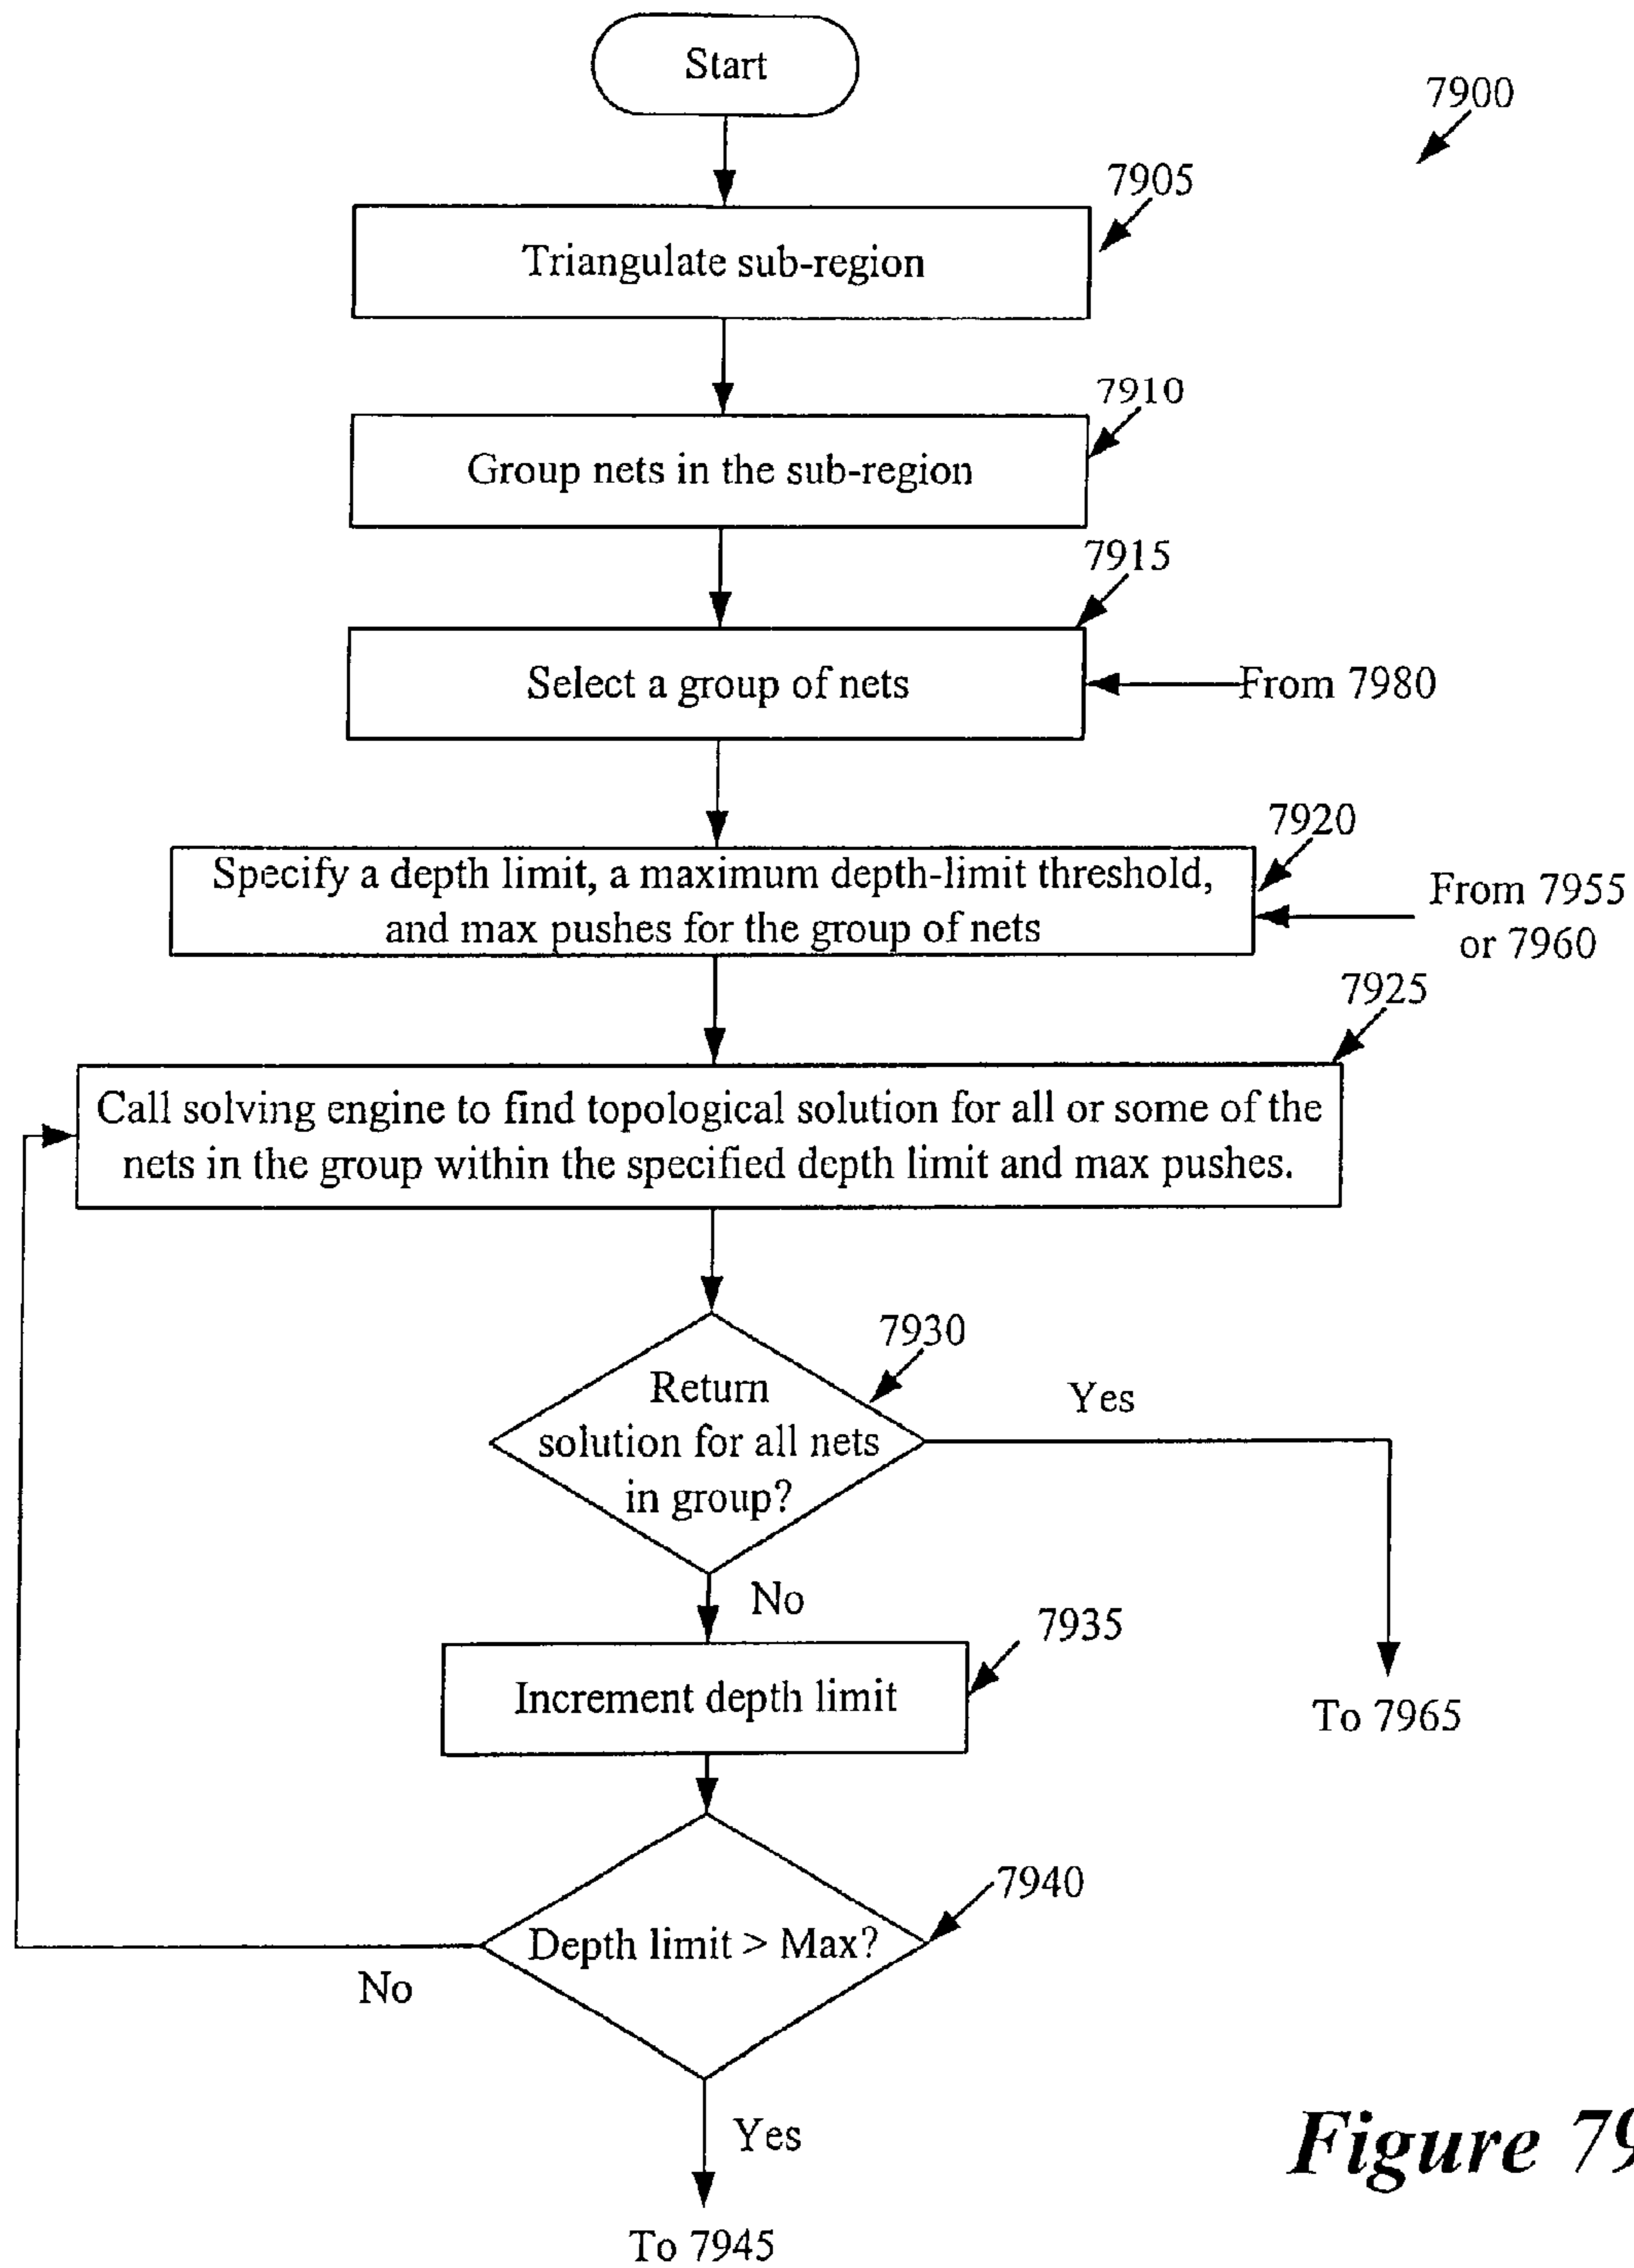 Start
7900
7905
Triangulate sub-region
7910
Group nets in the sub-region
7915
Select a group of nets
From 7980
7920
Specify a depth limit, a maximum depth-limit threshold,
and max pushes for the group of nets
From 7955
or 7960
7925
Call solving engine to find topological solution for all or some of the
nets in the group within the specified depth limit and max pushes.
7930
Return
solution for all nets
in group?
Yes
No
7935
Increment depth limit
To 7965
7940
Depth limit > Max?
No
Yes
To 7945
Figure 79